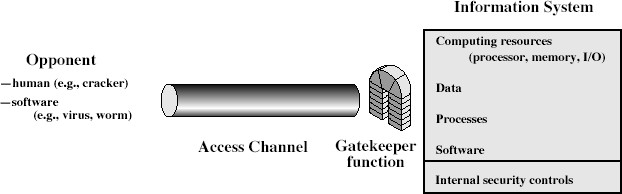 Information System
Opponent
—human (e.g., cracker)
—software
(e.g., virus, worm)
Access Channel
Gatekeeper
function
Computing resources
(processor, memory, I/O)
Data
Processes
Software
Internal security controls